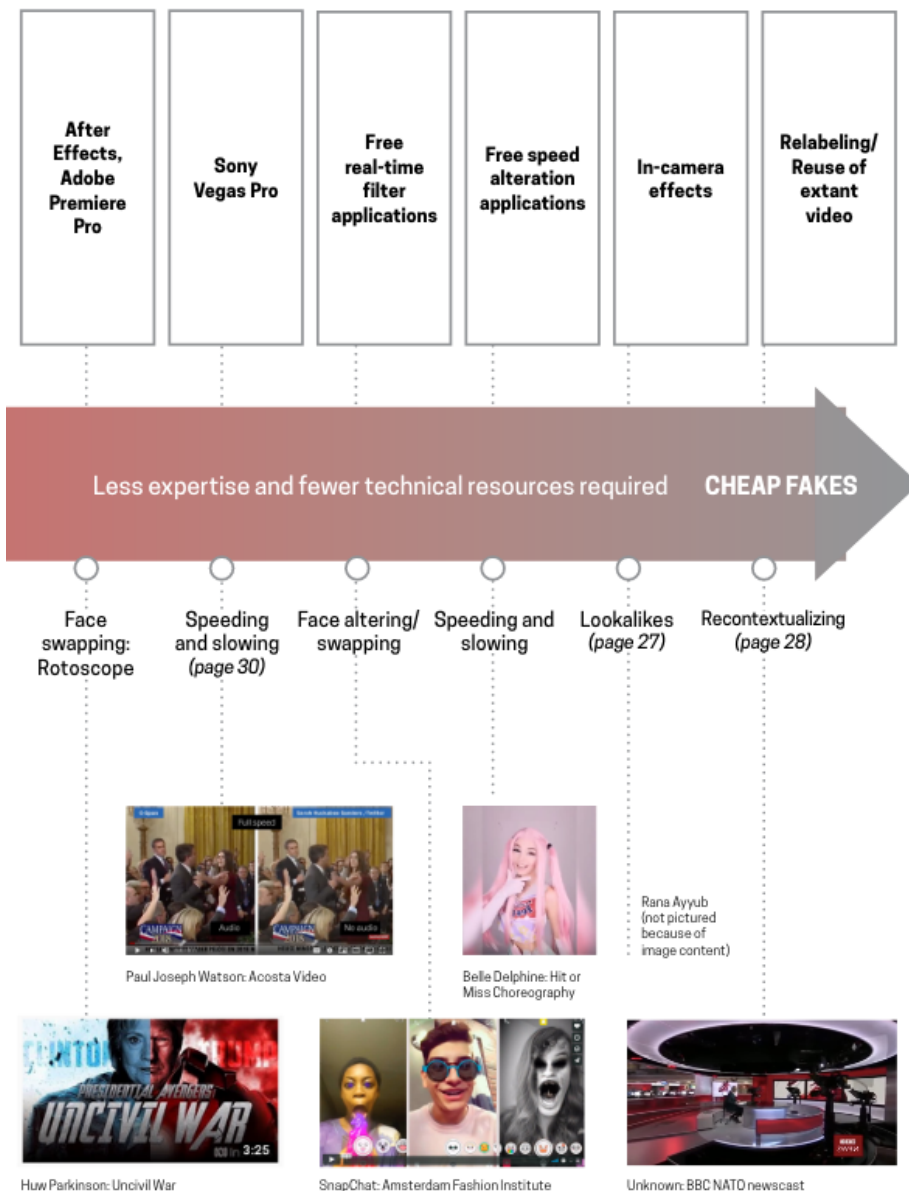 After
Effects,
Adobe
Premiere
Pro
Sony
Vegas Pro
Free
real-time
filter
applications
Free speed
alteration
applications
In-camera
effects
Relabeling/
Reuse of
extant
video
Less expertise and fewer technical resources required CHEAP FAKES
Face
swapping:
Rotoscope
Speeding
and slowing
(page 30)
Face altering/
swapping
Speeding and
slowing
Lookalikes
(page 27)
Recontextualizing
(page 28)
Full speed
Audio
No audio
CAMPAIGN
Paul Joseph Watson: Acosta Video
Belle Delphine: Hit or
Miss Choreography
Rana Ayyub
(not pictured
because of
image content)
CLINTON
PRESIDENTIAL AVENGERS:
UNCIVIL WAR
3:25
Huw Parkinson: Uncivil War
SnapChat: Amsterdam Fashion Institute
Unknown: BBC NATO newscast